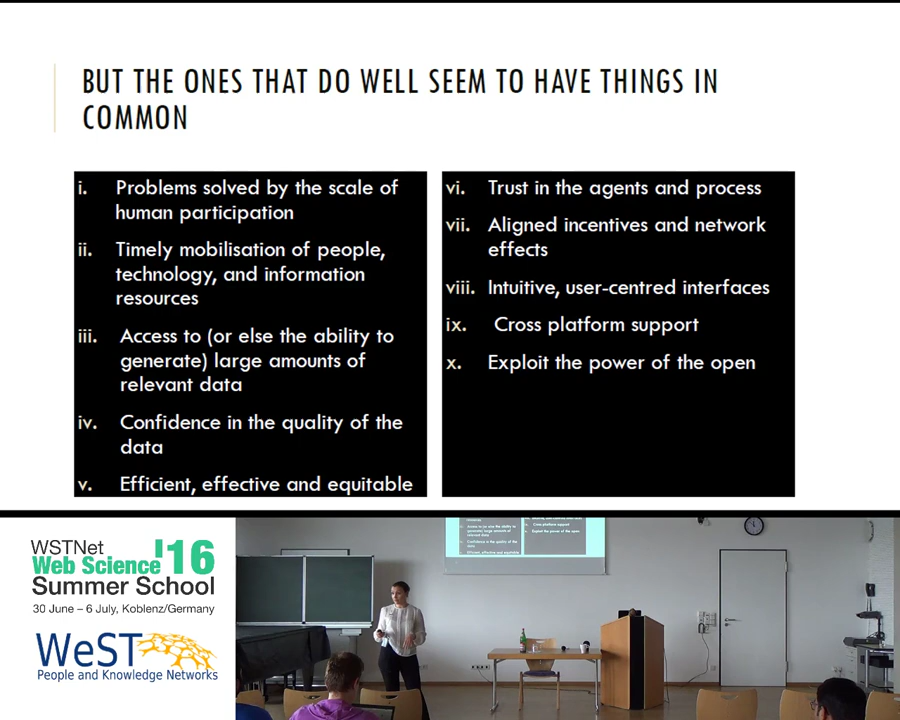 BUT THE ONES THAT DO WELL SEEM TO HAVE THINGS IN
COMMON
i. Problems solved by the scale of
human participation
ii. Timely mobilisation of people,
technology, and information
resources
iii. Access to (or else the ability to
generate) large amounts of
relevant data
iv. Confidence in the quality of the
data
v. Efficient, effective and equitable
vi. Trust in the agents and process
vii. Aligned incentives and network
effects
viii. Intuitive, user-centred interfaces
ix. Cross platform support
x. Exploit the power of the open
WSTNet
Web Science '16
Summer School
30 June – 6 July, Koblenz/Germany
WeST
People and Knowledge Networks